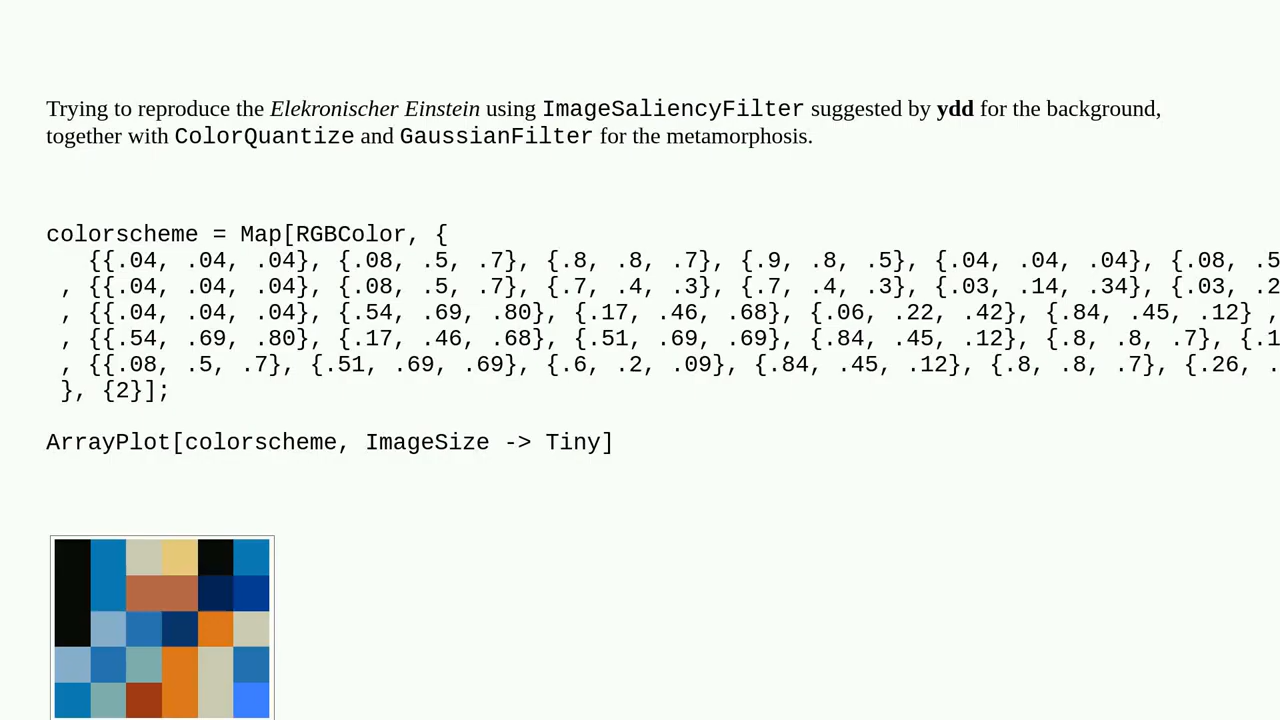 Trying to reproduce the Elekronischer Einstein using ImageSaliencyFilter suggested by ydd for the background,
together with ColorQuantize and GaussianFilter for the metamorphosis.
colorscheme = Map[RGBColor, {
{{.04, .04, .04}, {.08, .5, .7}, {.8, .8, .7}, {.9, .8, .5}, {.04, .04, .04}, {.08, .5
, {{.04, .04, .04}, {.08, .5, .7}, {.7, .4, .3}, {.7, .4, .3}, {.03, .14, .34}, {.03, .2
, {{.04, .04, .04}, {.54, .69, .80}, {.17, .46, .68}, {.06, .22, .42}, {.84, .45, .12} ,
, {{.54, .69, .80}, {.17, .46, .68}, {.51, .69, .69}, {.84, .45, .12}, {.8, .8, .7}, {.1
, {{.08, .5, .7}, {.51, .69, .69}, {.6, .2, .09}, {.84, .45, .12}, {.8, .8, .7}, {.26, .
}, {2}];
ArrayPlot[colorscheme, ImageSize -> Tiny]